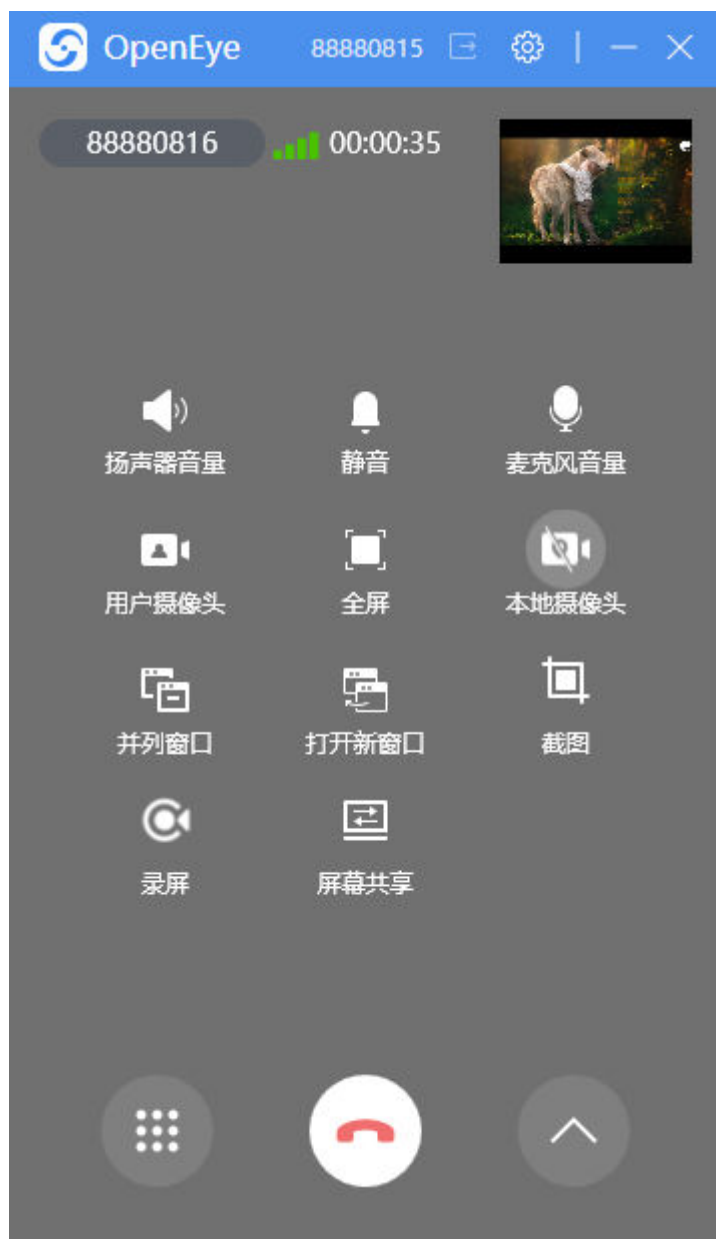 OpenEye 88880815
88880816 00:00:35
扬声器音量 静音 麦克风音量
用户摄像头 全屏 本地摄像头
并列窗口 打开新窗口 截图
录屏 屏幕共享